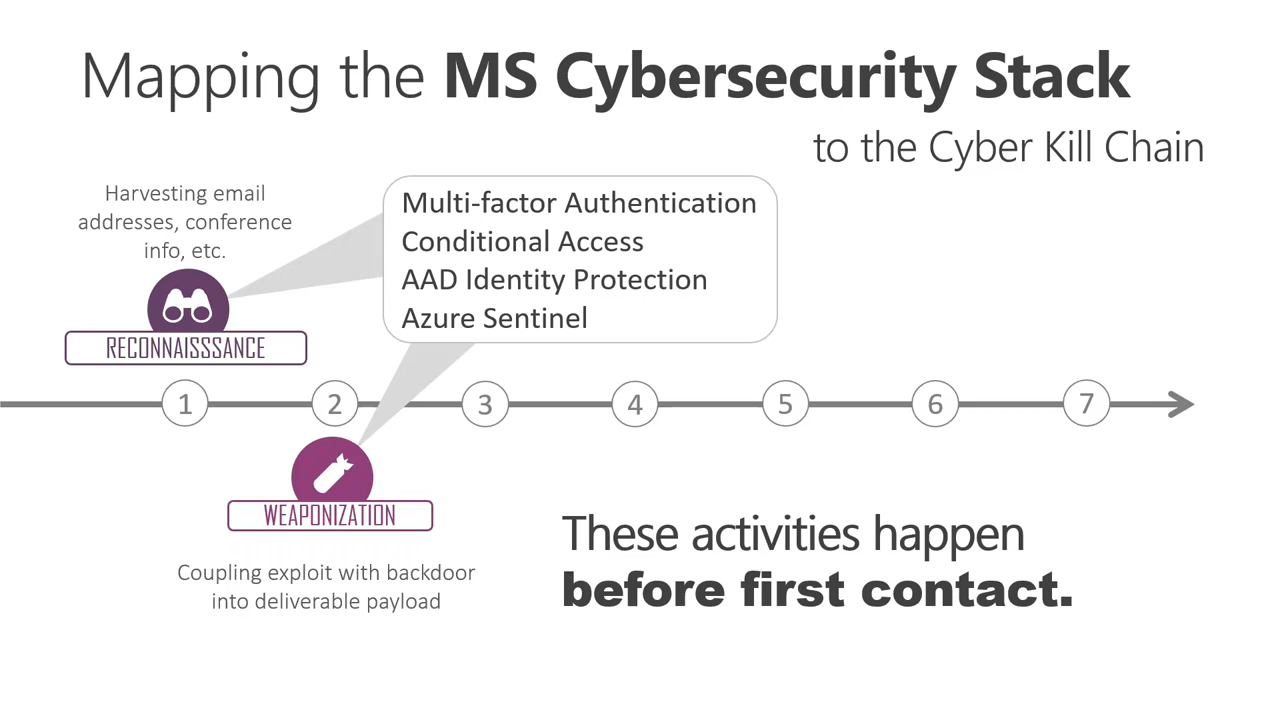 Mapping the MS Cybersecurity Stack
to the Cyber Kill Chain
Harvesting email
addresses, conference
info, etc.
RECONNAISSSANCE
Multi-factor Authentication
Conditional Access
AAD Identity Protection
Azure Sentinel
1 2 3 4 5 6 7
WEAPONIZATION
Coupling exploit with backdoor
into deliverable payload
These activities happen
before first contact.